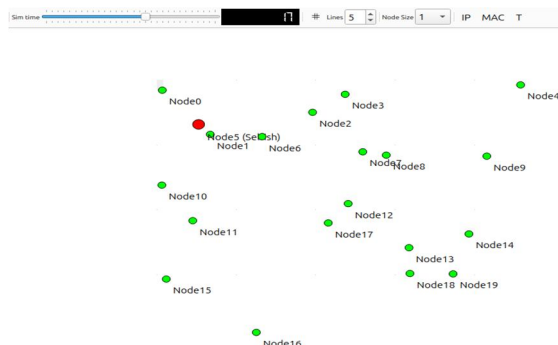 Sim time 17 # Lines 5 Node Size 1 IP MAC T
Node0
Node3
Node4
Node2
Node5 (Selfish)
Node1
Node6
Node7
Node8
Node9
Node10
Node12
Node11
Node17
Node14
Node13
Node15
Node18
Node19
Node16